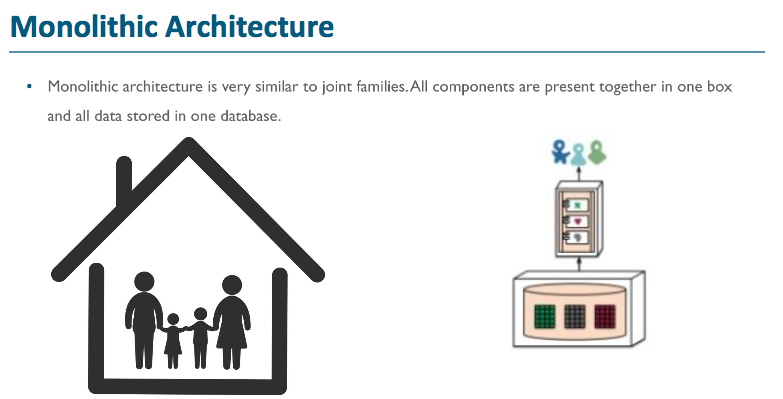 Monolithic Architecture
• Monolithic architecture is very similar to joint families. All components are present together in one box
and all data stored in one database.